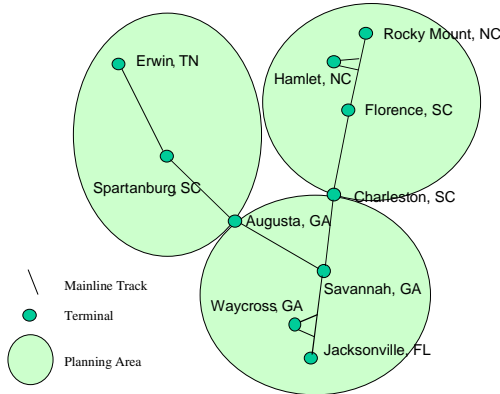 Rocky Mount, NC
Erwin, TN
Hamlet, NC
Florence, SC
Spartanburg, SC
Charleston, SC
Augusta, GA
Mainline Track
Savannah, GA
Waycross, GA
Terminal
Jacksonville, FL
Planning Area